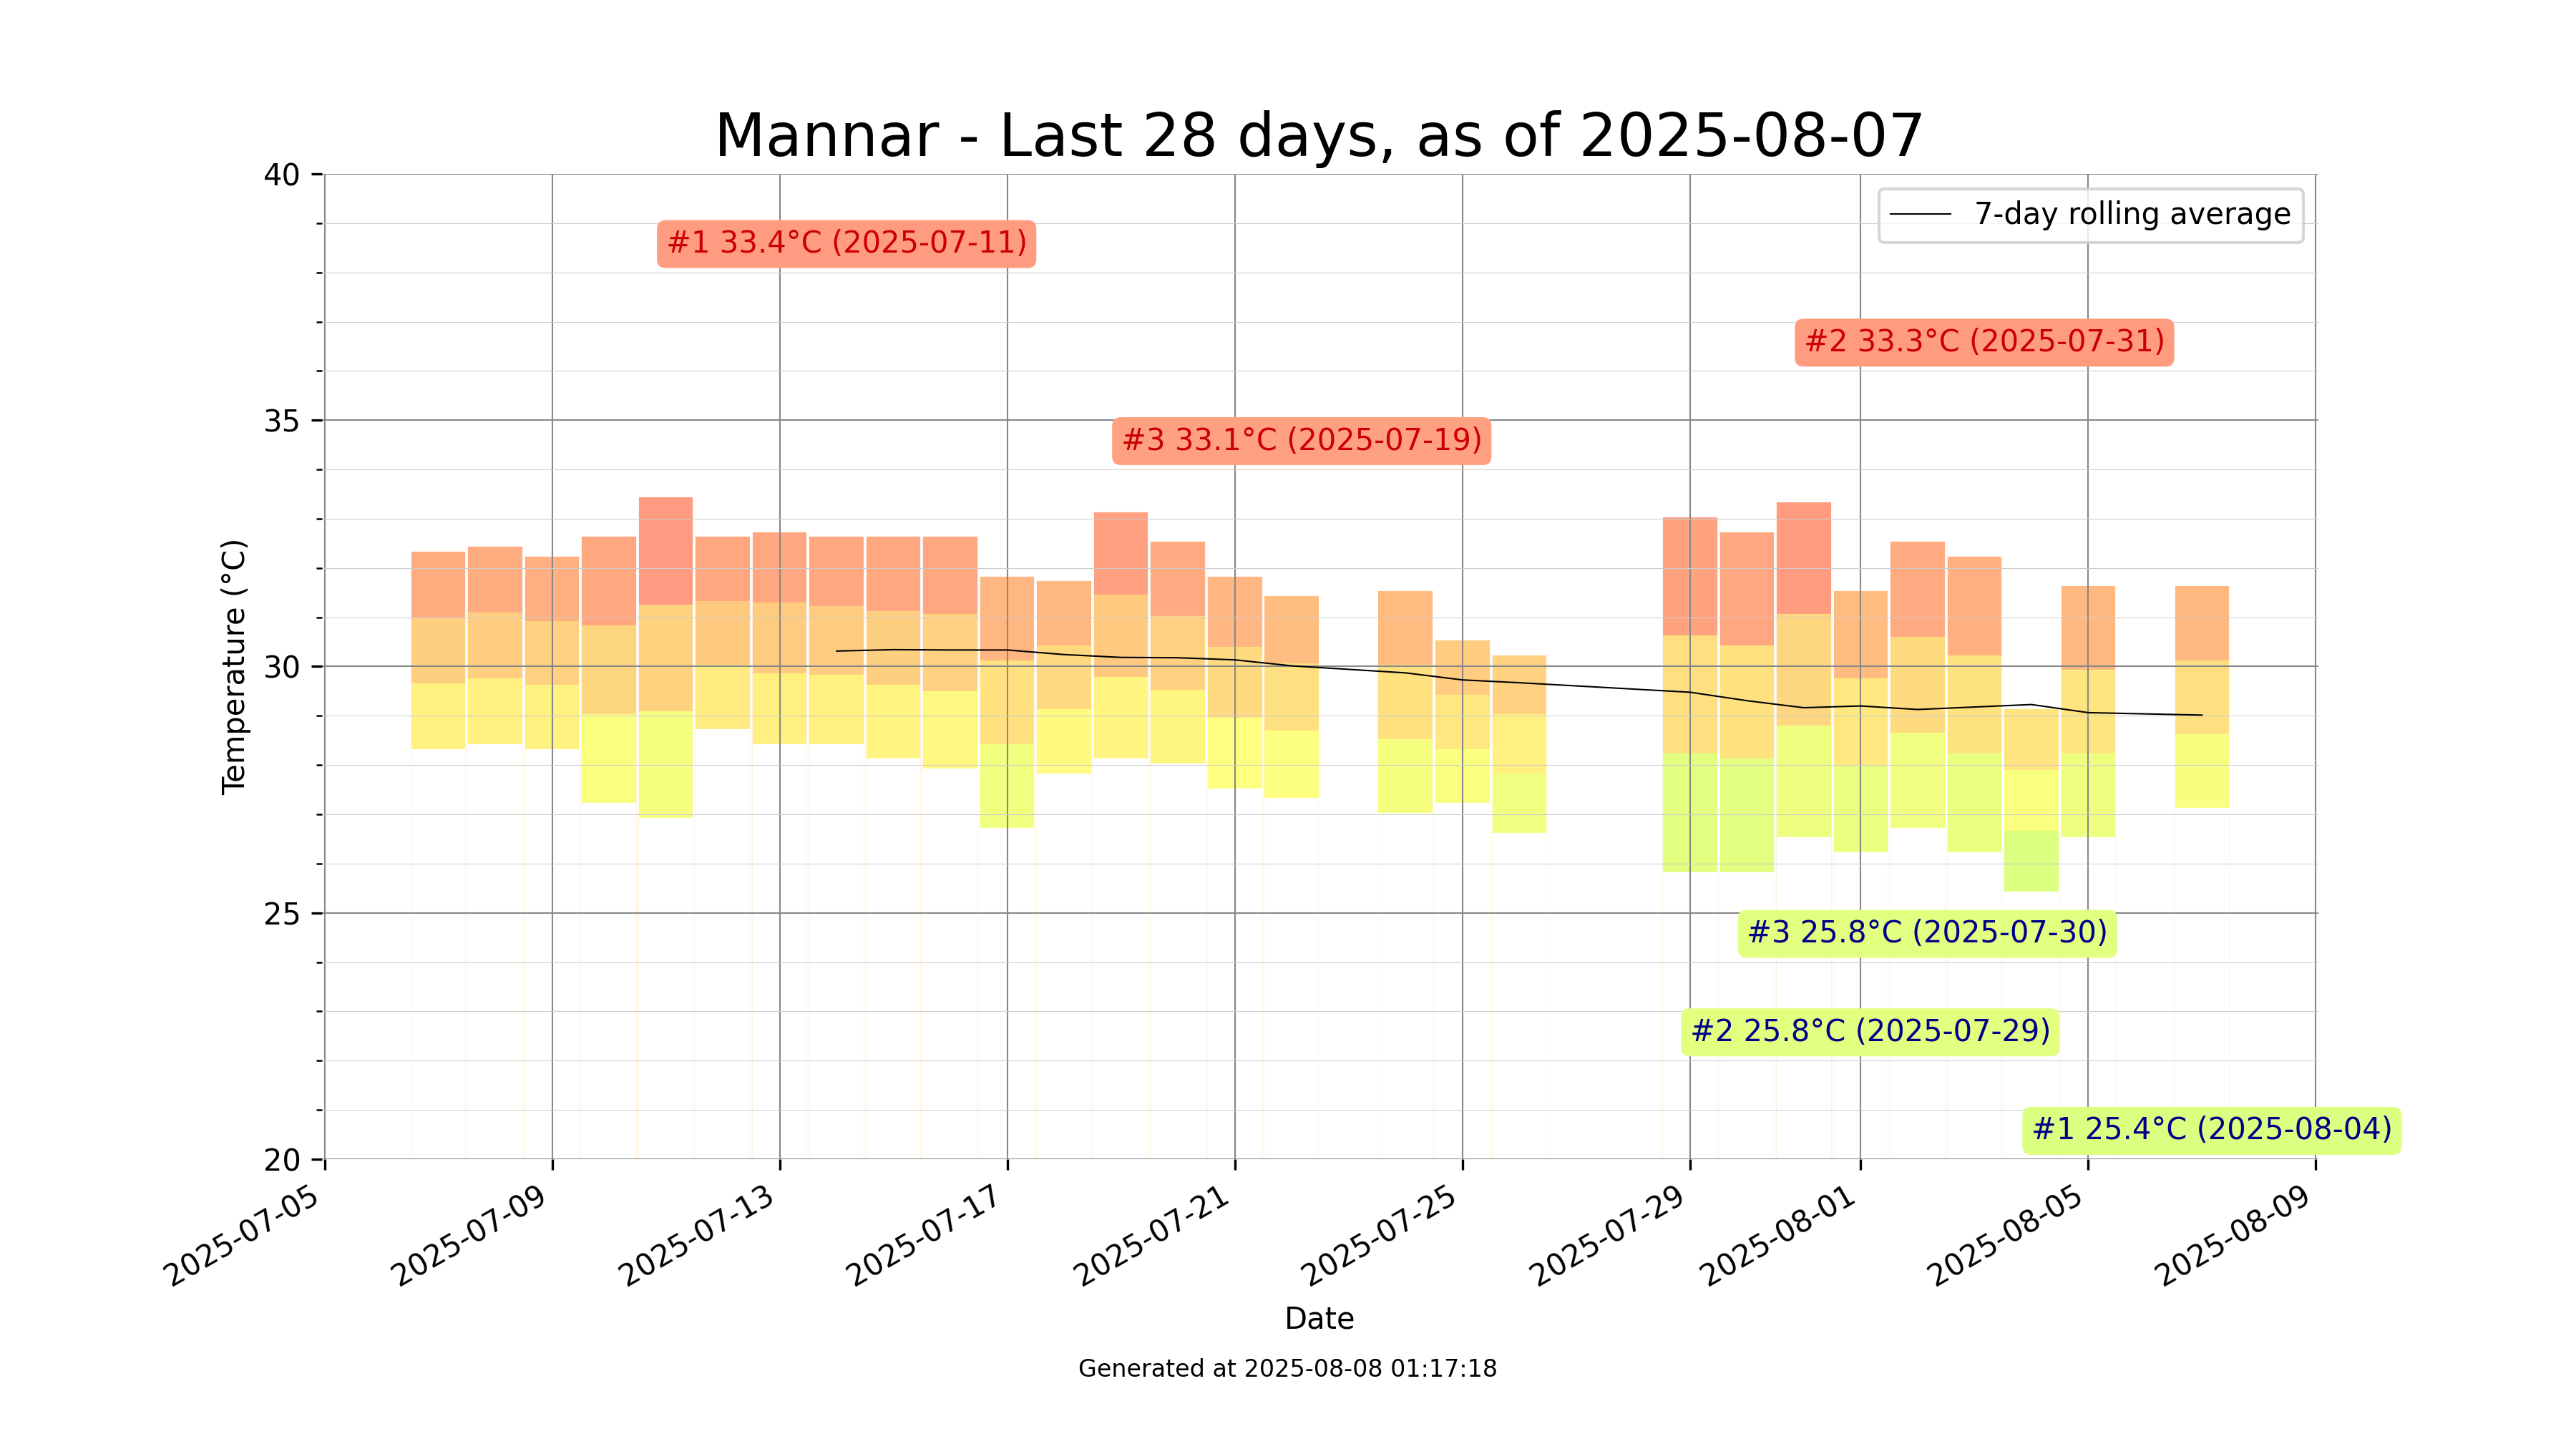 Mannar - Last 28 days, as of 2025-08-07
40
35
30
25
20
Temperature (°C)
7-day rolling average
#1 33.4°C (2025-07-11)
#2 33.3°C (2025-07-31)
#3 33.1°C (2025-07-19)
#3 25.8°C (2025-07-30)
#2 25.8°C (2025-07-29)
#1 25.4°C (2025-08-04)
2025-07-05
2025-07-09
2025-07-13
2025-07-17
2025-07-21
2025-07-25
2025-07-29
2025-08-01
2025-08-05
2025-08-09
Date
Generated at 2025-08-08 01:17:18